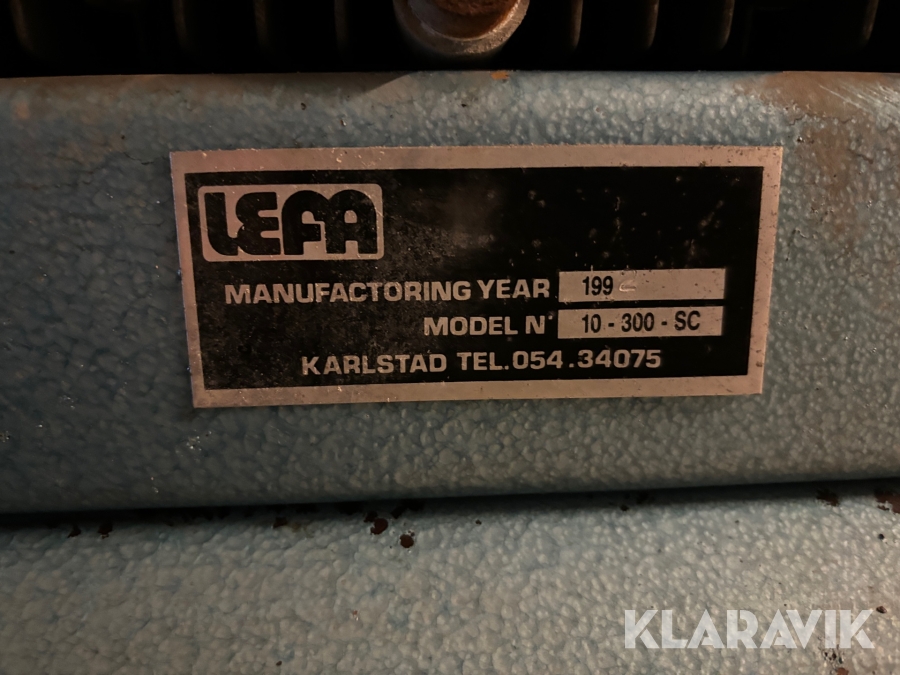 LEFA
MANUFACTORING YEAR 199
MODEL N° 10 - 300 - SC
KARLSTAD TEL.054.34075
KLARAVIK